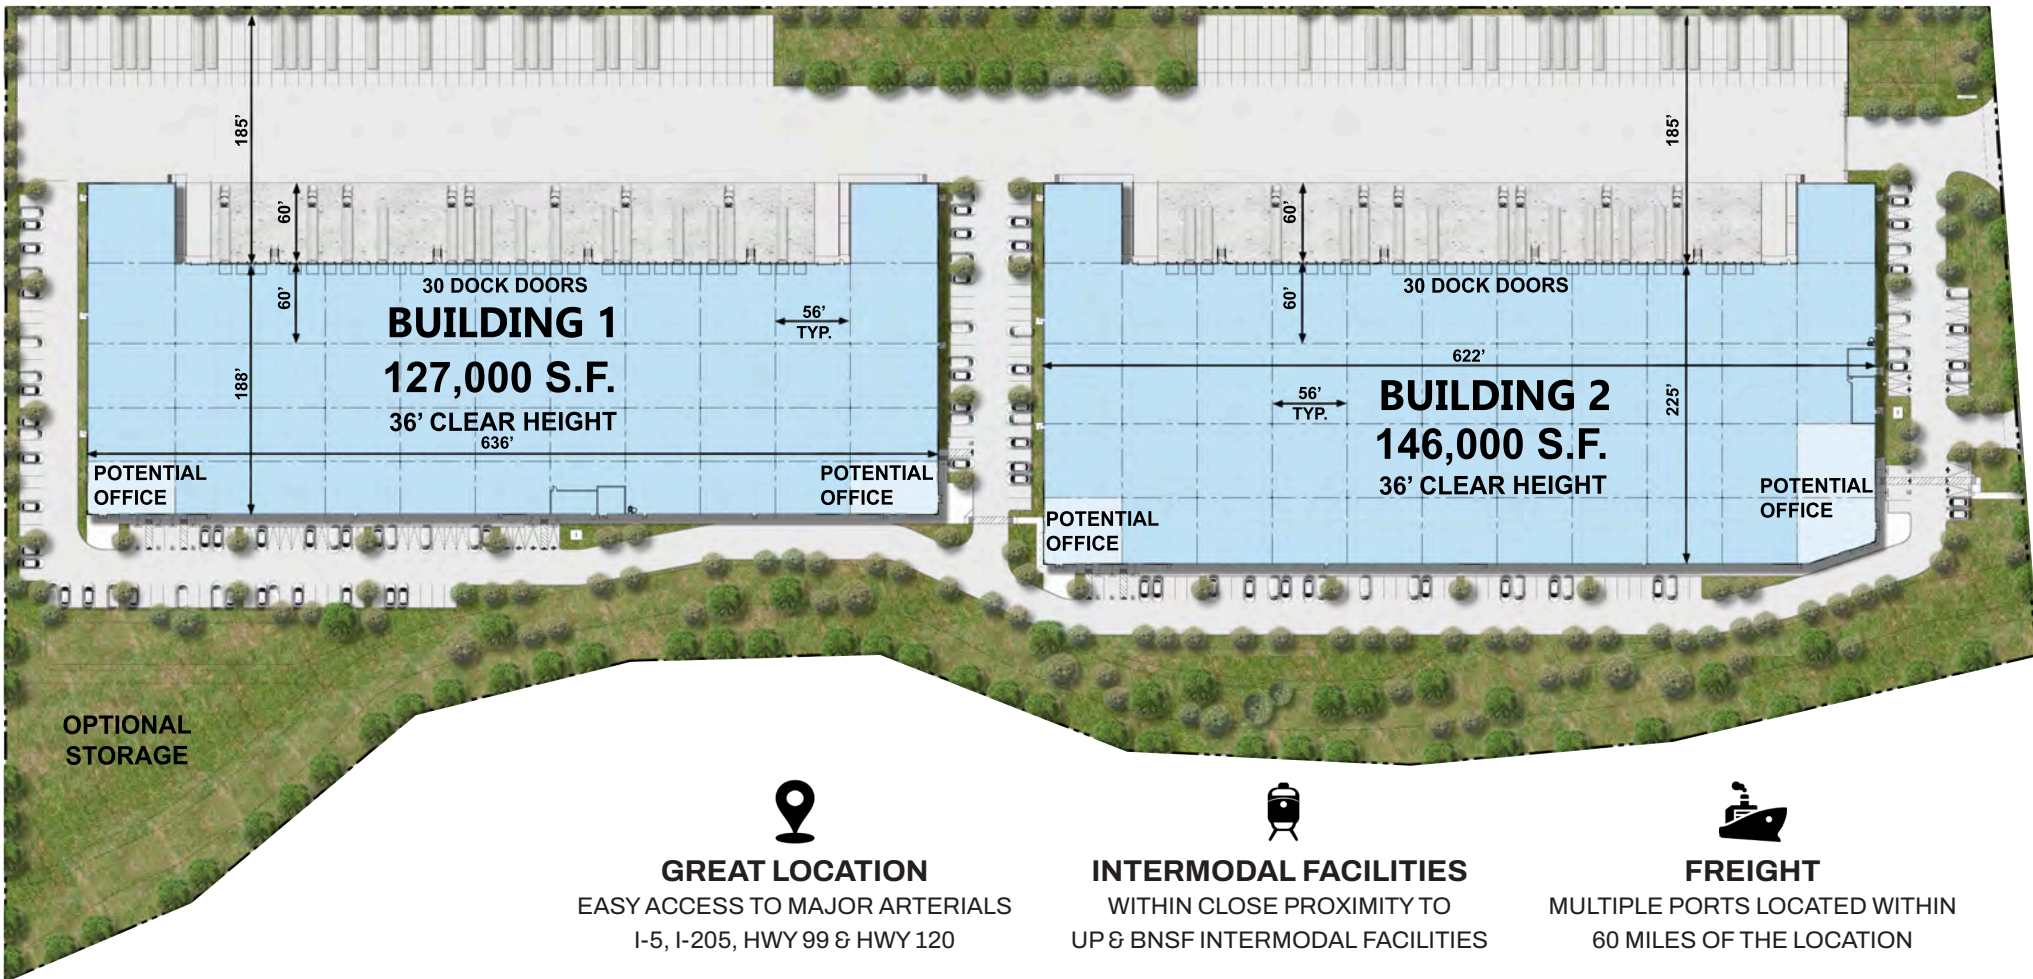 185’
185’
60’
60’
30 DOCK DOORS
30 DOCK DOORS
60’
60’
BUILDING 1
56’
TYP.
127,000 S.F.
188’
36’ CLEAR HEIGHT
636’
POTENTIAL
OFFICE
POTENTIAL
OFFICE
622’
56’
TYP.
BUILDING 2
225’
146,000 S.F.
36’ CLEAR HEIGHT
POTENTIAL
OFFICE
POTENTIAL
OFFICE
OPTIONAL
STORAGE
GREAT LOCATION
EASY ACCESS TO MAJOR ARTERIALS
I-5, I-205, HWY 99 & HWY 120
INTERMODAL FACILITIES
WITHIN CLOSE PROXIMITY TO
UP & BNSF INTERMODAL FACILITIES
FREIGHT
MULTIPLE PORTS LOCATED WITHIN
60 MILES OF THE LOCATION